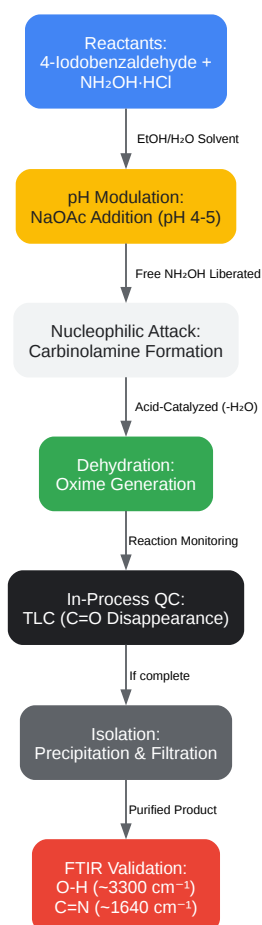 Reactants:
4-Iodobenzaldehyde +
NH₂OH·HCl
EtOH/H₂O Solvent
pH Modulation:
NaOAc Addition (pH 4-5)
Free NH₂OH Liberated
Nucleophilic Attack:
Carbinolamine Formation
Acid-Catalyzed (-H₂O)
Dehydration:
Oxime Generation
Reaction Monitoring
In-Process QC:
TLC (C=O Disappearance)
If complete
Isolation:
Precipitation & Filtration
Purified Product
FTIR Validation:
O-H (~3300 cm⁻¹)
C=N (~1640 cm⁻¹)